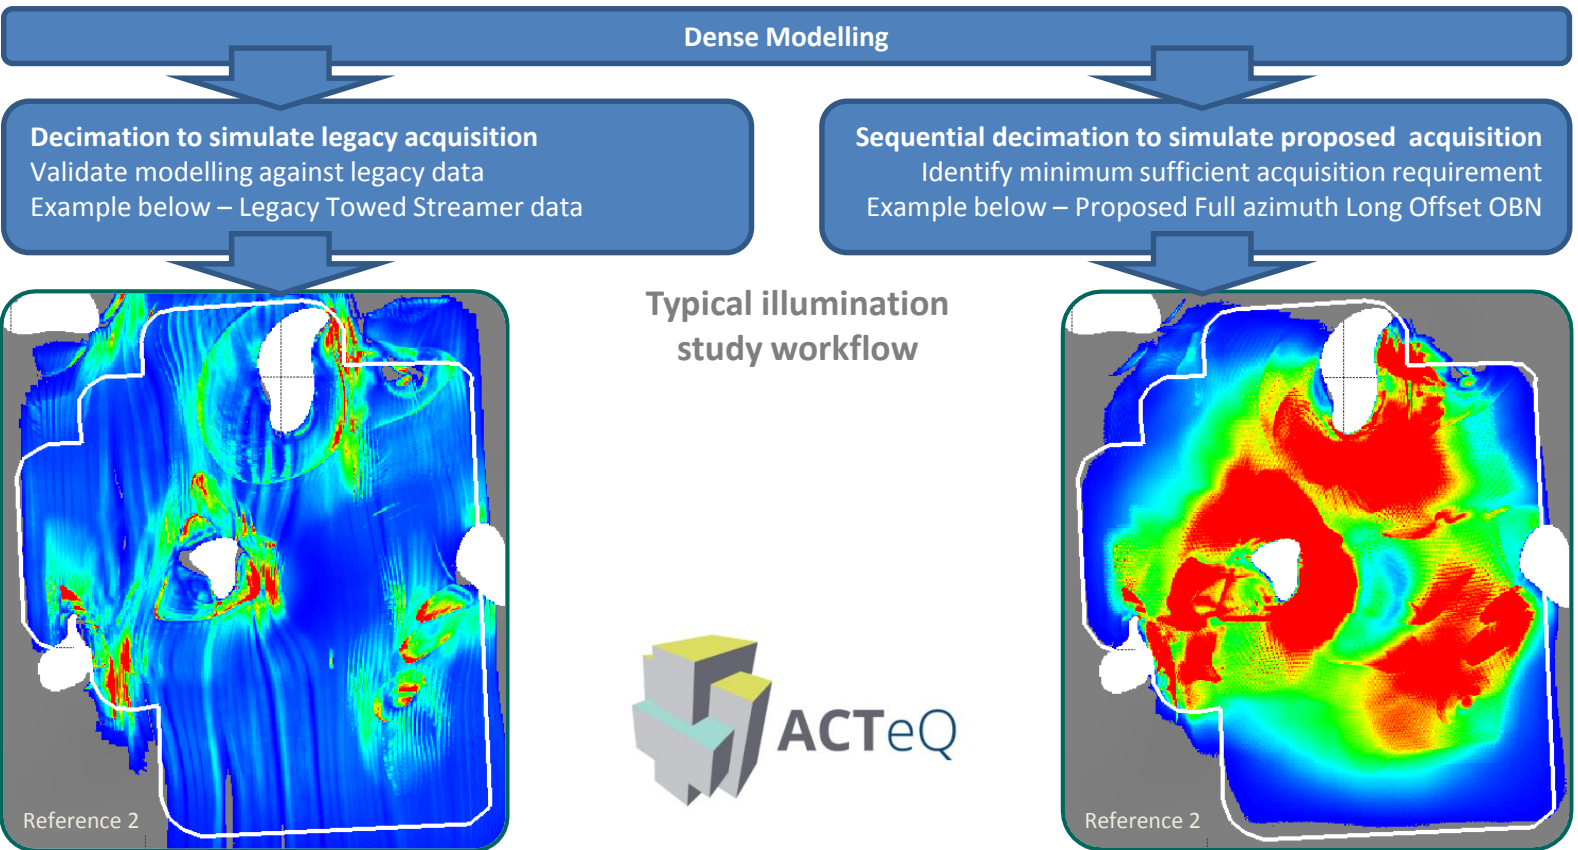 Dense Modelling
Decimation to simulate legacy acquisition
Validate modelling against legacy data
Example below – Legacy Towed Streamer data
Sequential decimation to simulate proposed  acquisition
Identify minimum sufficient acquisition requirement
Example below – Proposed Full azimuth Long Offset OBN
Typical illumination
study workflow
ACTeQ
Reference 2
Reference 2